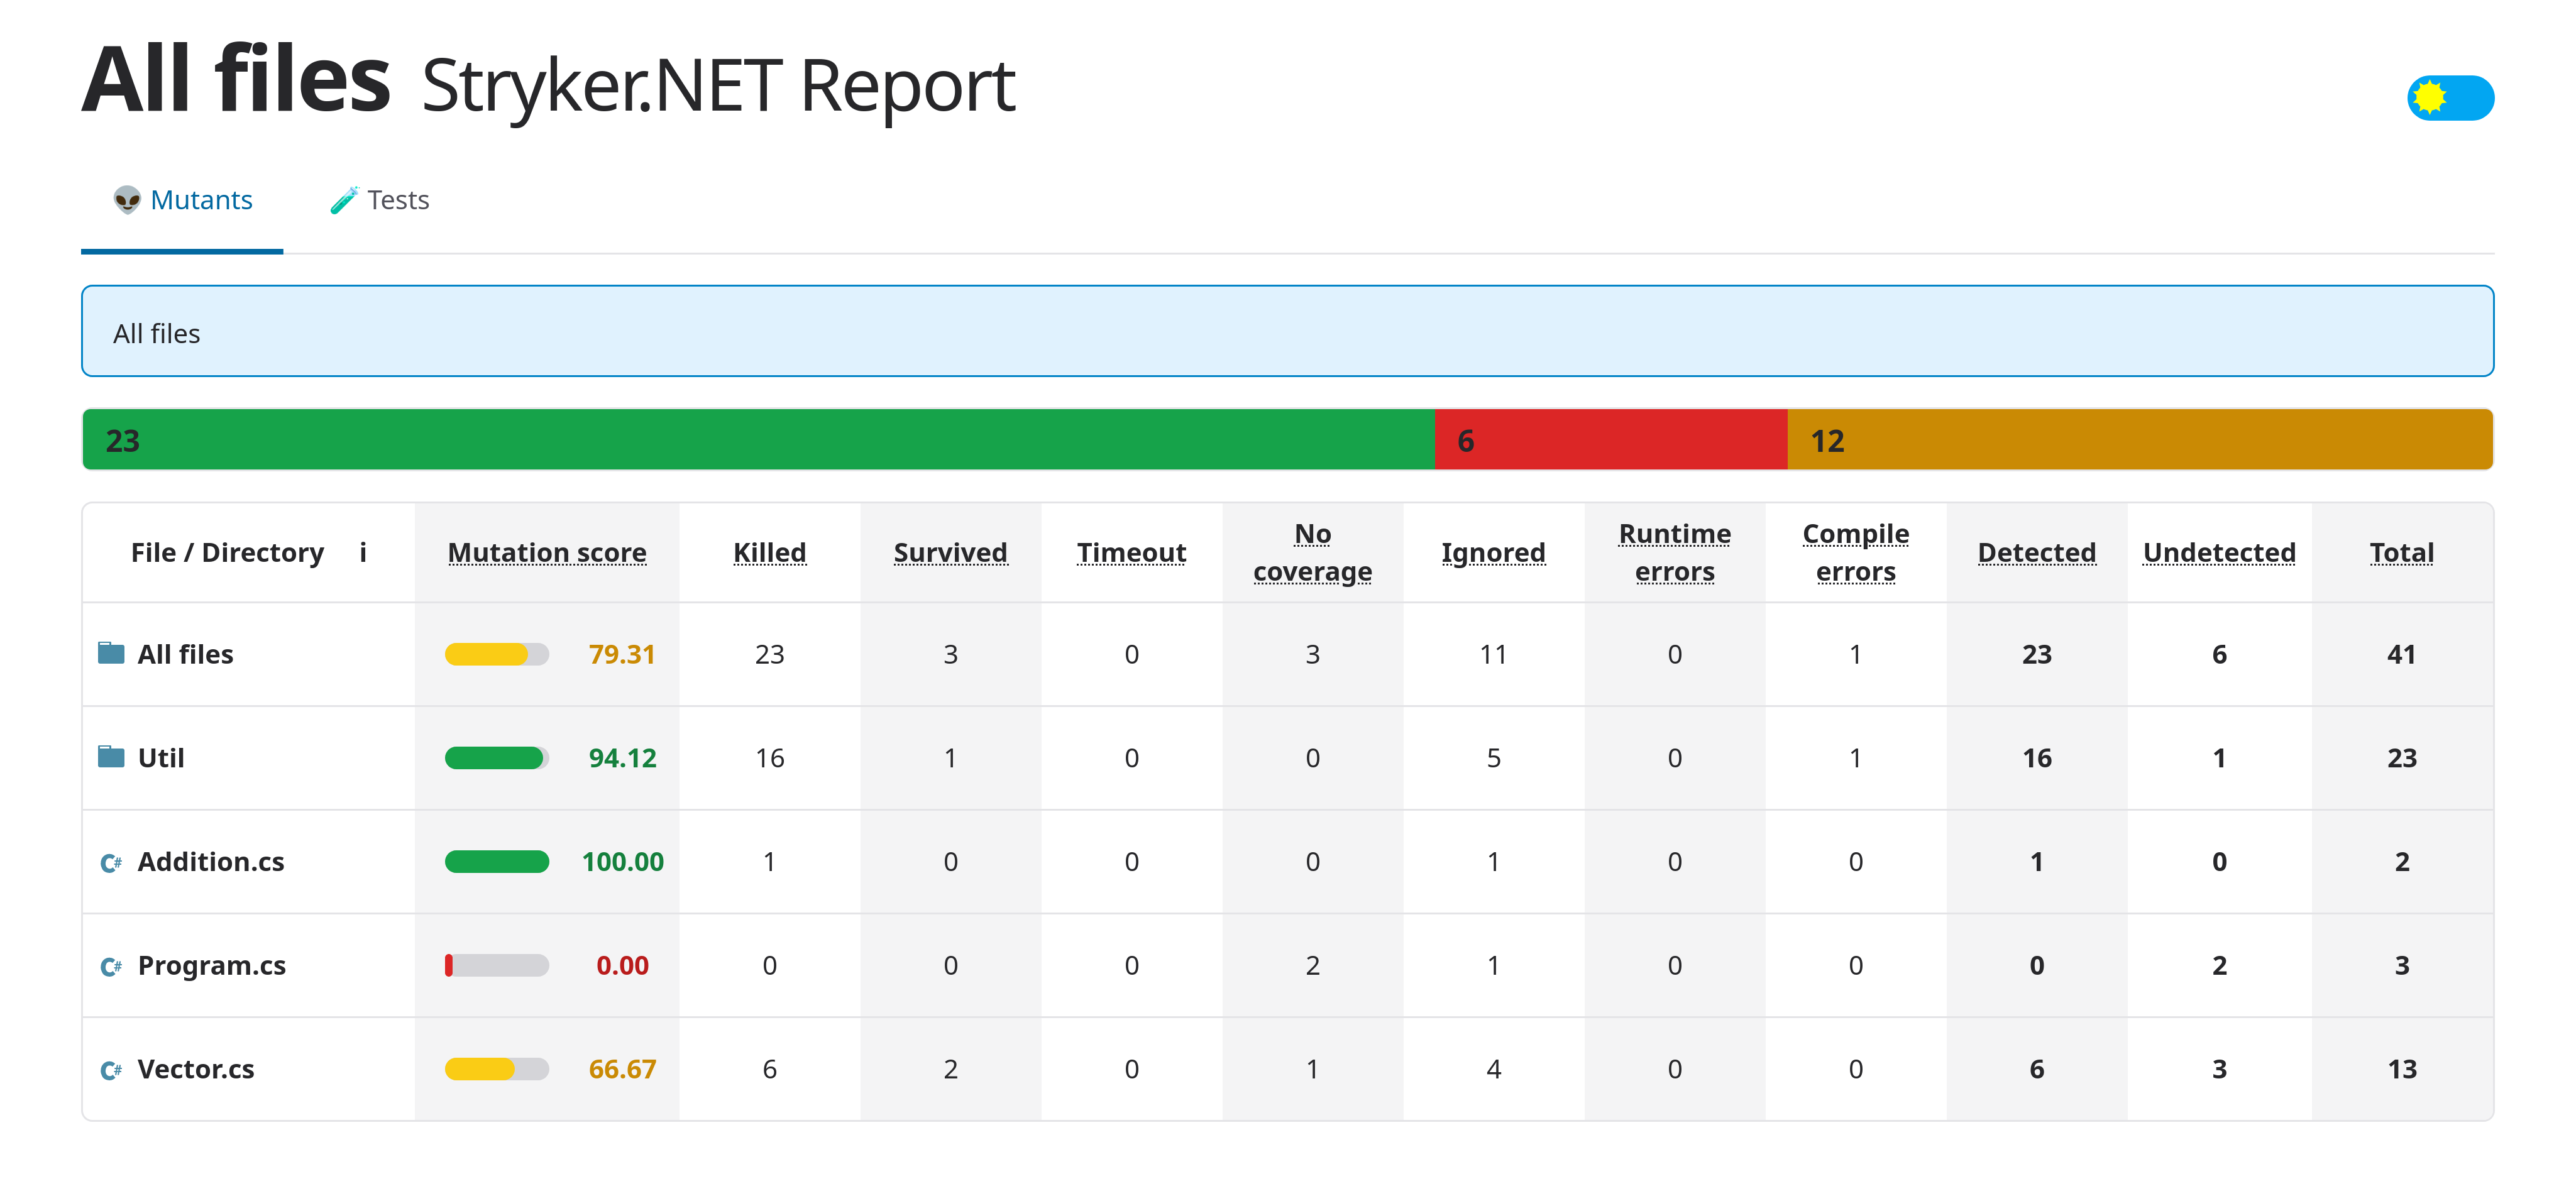 All files Stryker.NET Report
👽 Mutants 🧪 Tests
All files
23 6 12
File / Directory i Mutation score Killed Survived Timeout No coverage Ignored Runtime errors Compile errors Detected Undetected Total
All files 79.31 23 3 0 3 11 0 1 23 6 41
Util 94.12 16 1 0 0 5 0 1 16 1 23
C# Addition.cs 100.00 1 0 0 0 1 0 0 1 0 2
C# Program.cs 0.00 0 0 0 2 1 0 0 0 2 3
C# Vector.cs 66.67 6 2 0 1 4 0 0 6 3 13